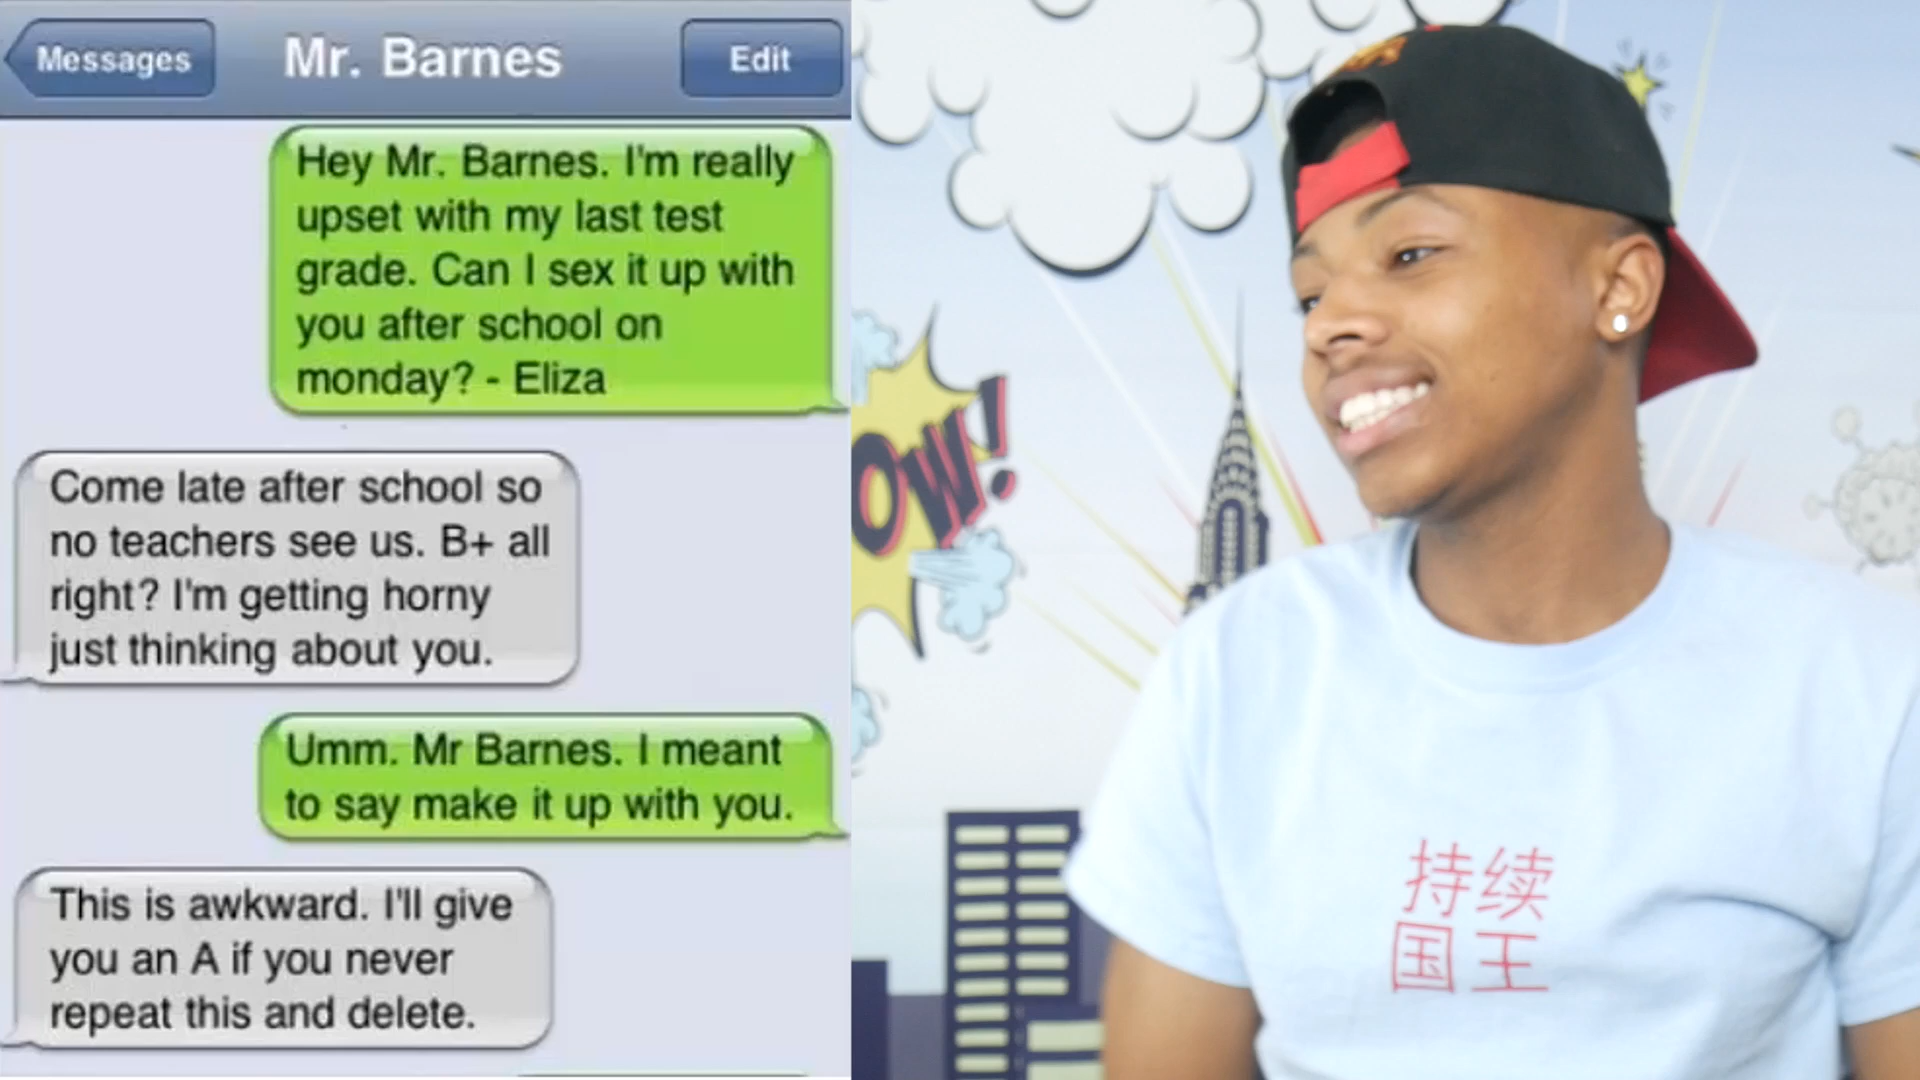 Messages
Mr. Barnes
Edit
Hey Mr. Barnes. I'm really
upset with my last test
grade. Can I sex it up with
you after school on
monday? - Eliza
Come late after school so
no teachers see us. B+ all
right? I'm getting horny
just thinking about you.
Umm. Mr Barnes. I meant
to say make it up with you.
This is awkward. I'll give
you an A if you never
repeat this and delete.
OW!
持续
国王